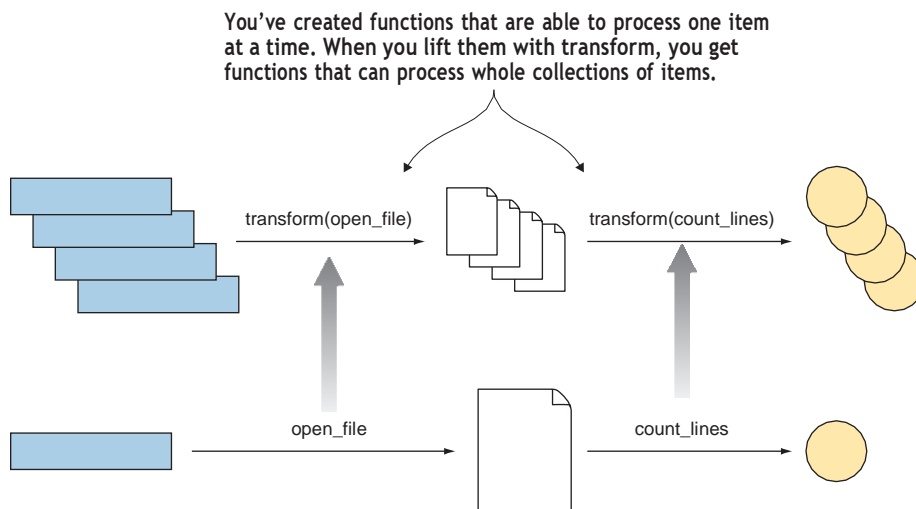 You’ve created functions that are able to process one item
at a time. When you lift them with transform, you get
functions that can process whole collections of items.
transform(open_file)
transform(count_lines)
open_file
count_lines